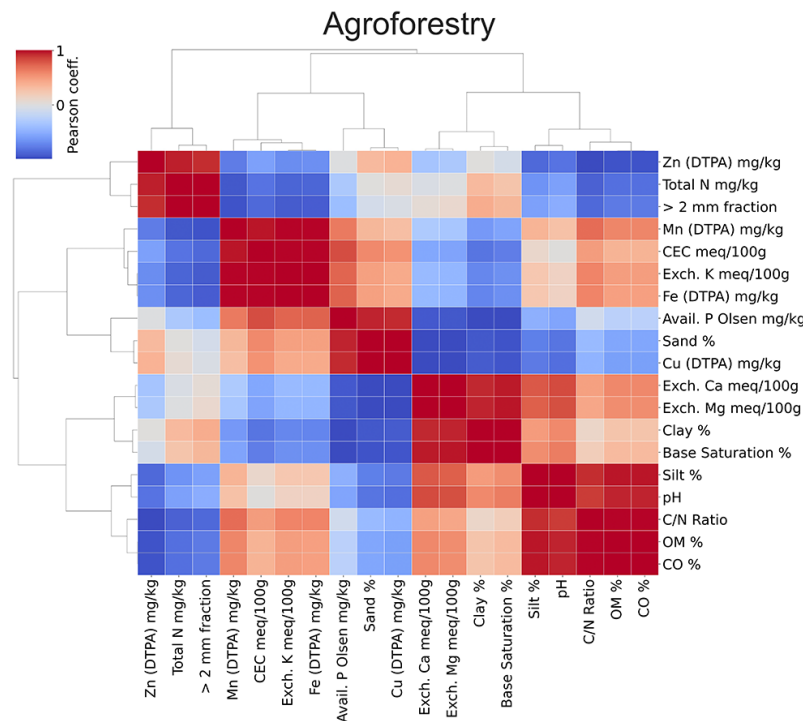 Agroforestry
1
0
Pearson coeff.
Zn (DTPA) mg/kg
Total N mg/kg
> 2 mm fraction
Mn (DTPA) mg/kg
CEC meq/100g
Exch. K meq/100g
Fe (DTPA) mg/kg
Avail. P Olsen mg/kg
Sand %
Cu (DTPA) mg/kg
Exch. Ca meq/100g
Exch. Mg meq/100g
Clay %
Base Saturation %
Silt %
pH
C/N Ratio
OM %
CO %
Zn (DTPA) mg/kg
Total N mg/kg
> 2 mm fraction
Mn (DTPA) mg/kg
CEC meq/100g
Exch. K meq/100g
Fe (DTPA) mg/kg
Avail. P Olsen mg/kg
Sand %
Cu (DTPA) mg/kg
Exch. Ca meq/100g
Exch. Mg meq/100g
Clay %
Base Saturation %
Silt %
pH
C/N Ratio
OM %
CO %